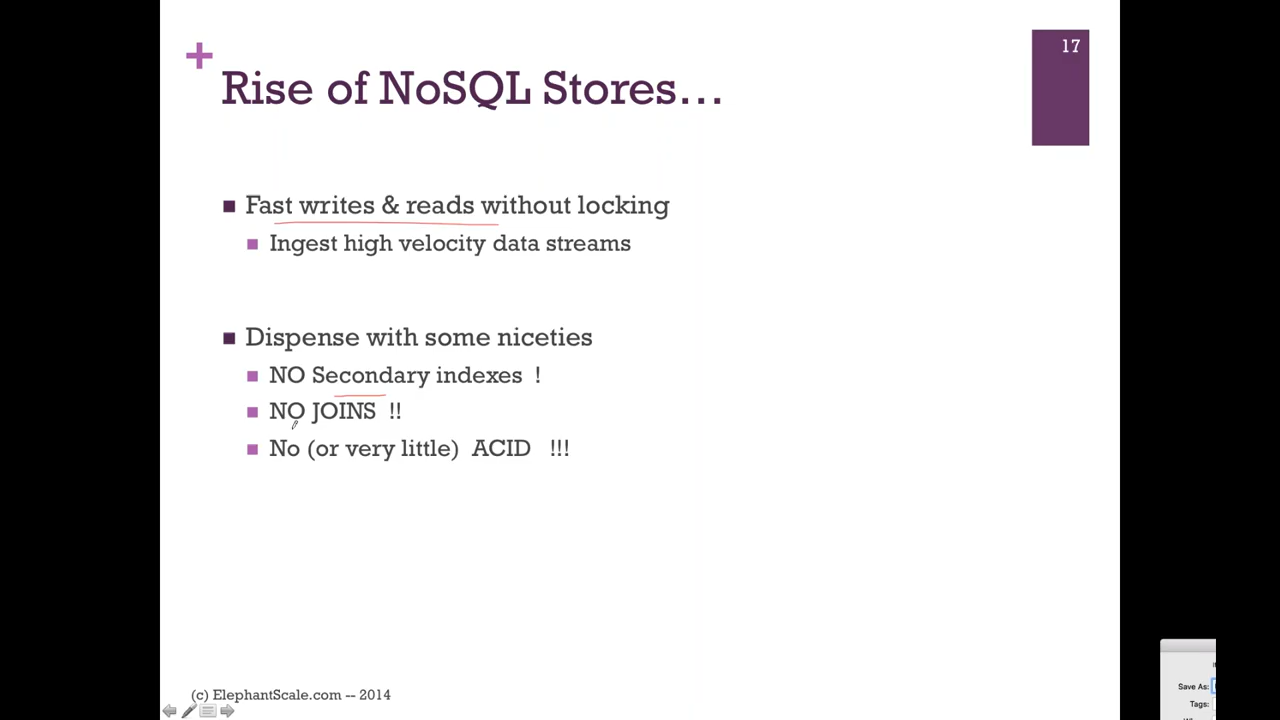 17
Rise of NoSQL Stores...
Fast writes & reads without locking
Ingest high velocity data streams
Dispense with some niceties
NO Secondary indexes !
NO JOINS !!
No (or very little) ACID !!!
(c) ElephantScale.com -- 2014
Save As:
Tags: